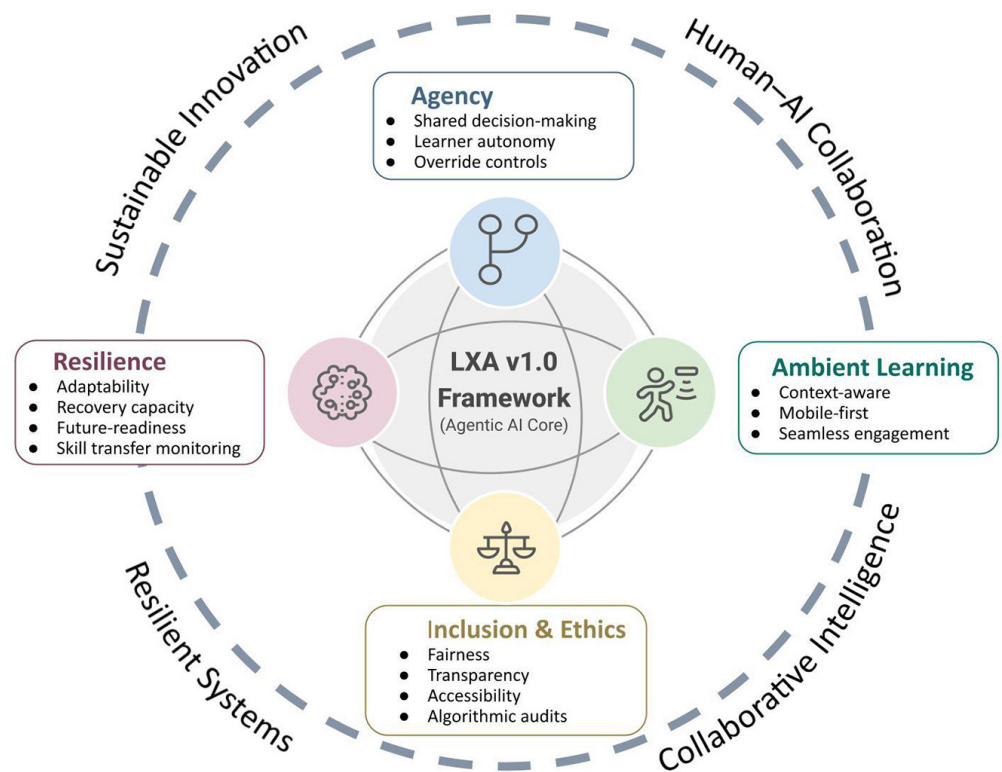 Sustainable Innovation
Human–AI Collaboration
Agency
● Shared decision-making
● Learner autonomy
● Override controls
Resilience
● Adaptability
● Recovery capacity
● Future-readiness
● Skill transfer monitoring
LXA v1.0
Framework
(Agentic AI Core)
Ambient Learning
● Context-aware
● Mobile-first
● Seamless engagement
Inclusion & Ethics
● Fairness
● Transparency
● Accessibility
● Algorithmic audits
Resilient Systems
Collaborative Intelligence